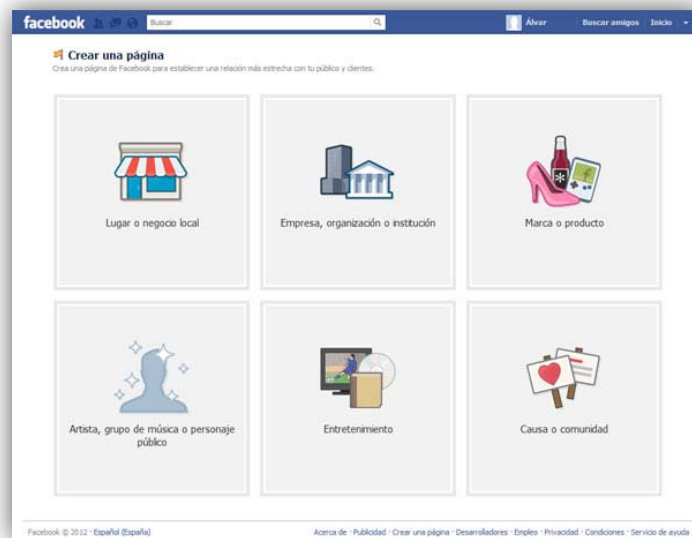 facebook Buscar Álvar Buscar amigos Inicio
Crear una página
Crea una página de Facebook para establecer una relación más estrecha con tu público y clientes.
Lugar o negocio local
Empresa, organización o institución
Marca o producto
Artista, grupo de música o personaje
público
Entretenimiento
Causa o comunidad
Facebook © 2012 · Español (España) Acerca de · Publicidad · Crear una página · Desarrolladores · Empleo · Privacidad · Condiciones · Servicio de ayuda